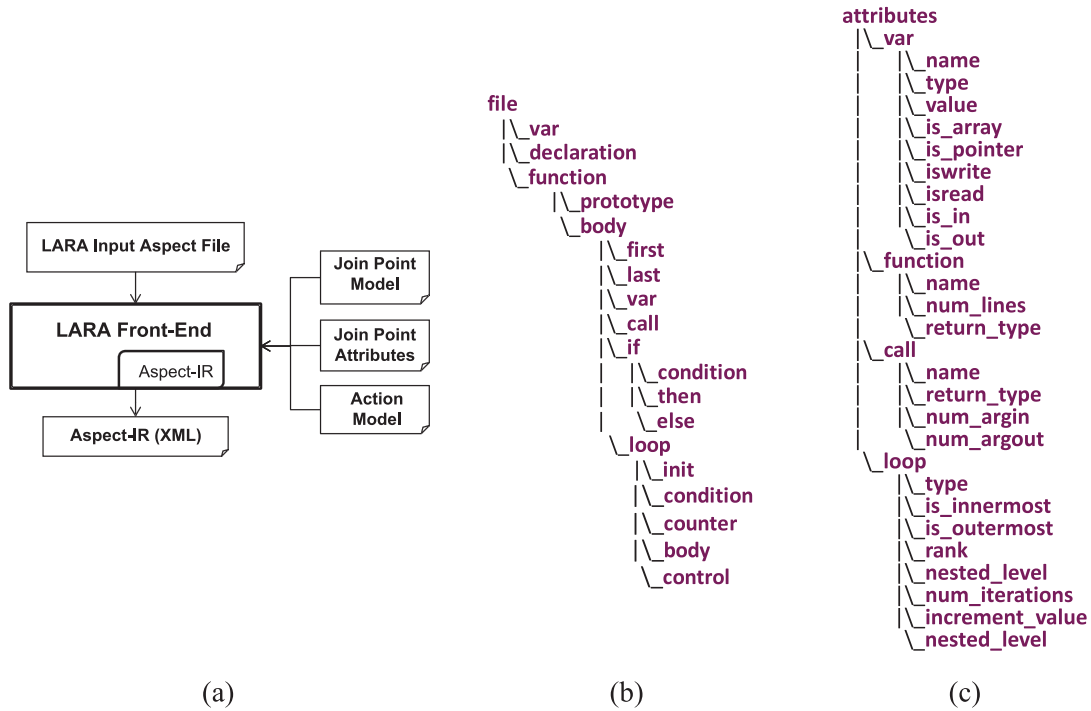 LARA Input Aspect File
LARA Front-End
Aspect-IR
Aspect-IR (XML)
Join Point
Model
Join Point
Attributes
Action
Model
(a)
file
| \_var
| \_declaration
\_function
| \_prototype
\_body
| \_first
| \_last
| \_var
| \_call
| \_if
| | \_condition
| | \_then
| \_else
\_loop
| \_init
| \_condition
| \_counter
| \_body
\_control
(b)
attributes
| \_var
| | \_name
| | \_type
| | \_value
| | \_is_array
| | \_is_pointer
| | \_iswrite
| | \_isread
| | \_is_in
| \_is_out
| \_function
| | \_name
| | \_num_lines
| \_return_type
| \_call
| | \_name
| | \_return_type
| | \_num_argin
| \_num_argout
\_loop
| \_type
| \_is_innermost
| \_is_outermost
| \_rank
| \_nested_level
| \_num_iterations
| \_increment_value
\_nested_level
(c)